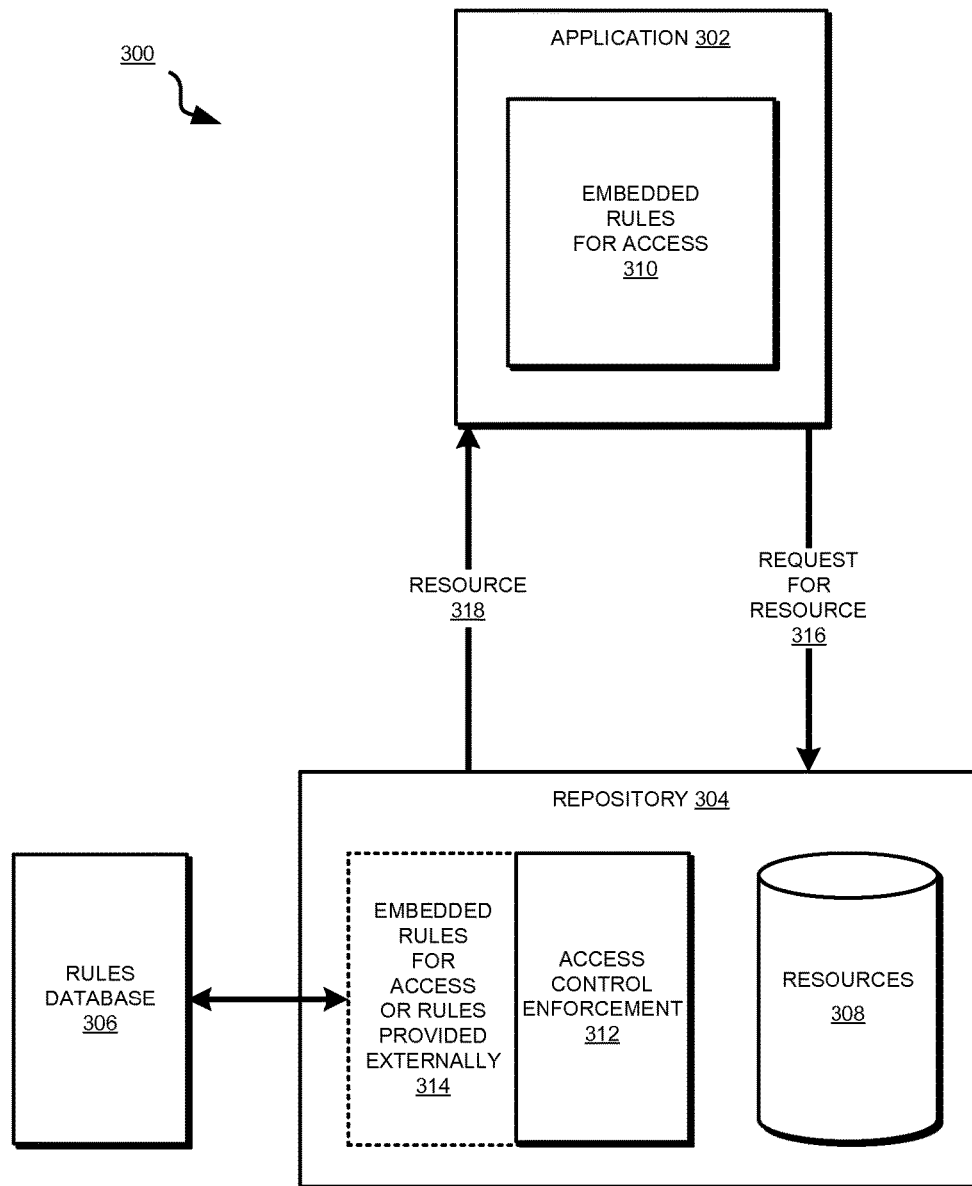 300
APPLICATION 302
EMBEDDED
RULES
FOR ACCESS
310
RESOURCE
318
REQUEST
FOR
RESOURCE
316
REPOSITORY 304
RULES
DATABASE
306
EMBEDDED
RULES
FOR
ACCESS
OR RULES
PROVIDED
EXTERNALLY
314
ACCESS
CONTROL
ENFORCEMENT
312
RESOURCES
308